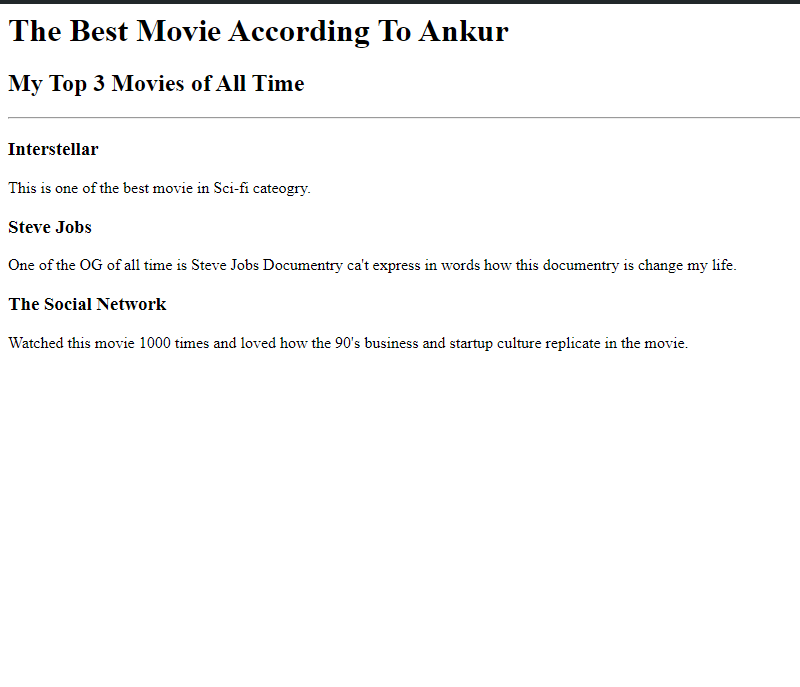 The Best Movie According To Ankur
My Top 3 Movies of All Time
Interstellar
This is one of the best movie in Sci-fi cateogry.
Steve Jobs
One of the OG of all time is Steve Jobs Documentry ca't express in words how this documentry is change my life.
The Social Network
Watched this movie 1000 times and loved how the 90's business and startup culture replicate in the movie.